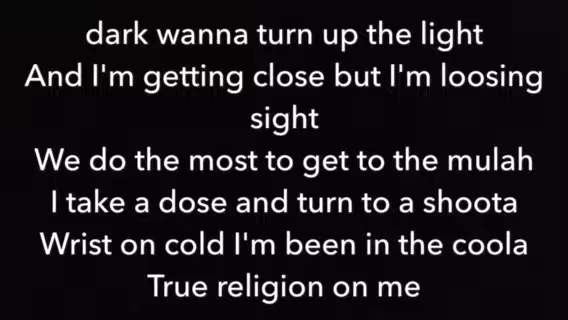 dark wanna turn up the light
And I'm getting close but I'm loosing
sight
We do the most to get to the mulah
I take a dose and turn to a shoota
Wrist on cold I'm been in the coola
True religion on me